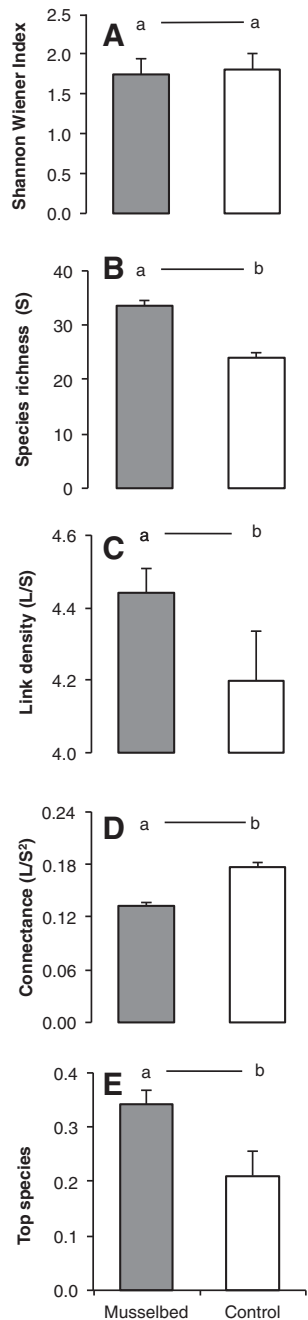 A
a a
Shannon Wiener Index
2.5
2.0
1.5
1.0
0.5
0.0
B
a b
Species richness (S)
40
30
20
10
0
C
a b
Link density (L/S)
4.6
4.4
4.2
4.0
D
a b
Connectance (L/S²)
0.24
0.18
0.12
0.06
0.00
E
a b
Top species
0.4
0.3
0.2
0.1
0.0
Musselbed Control